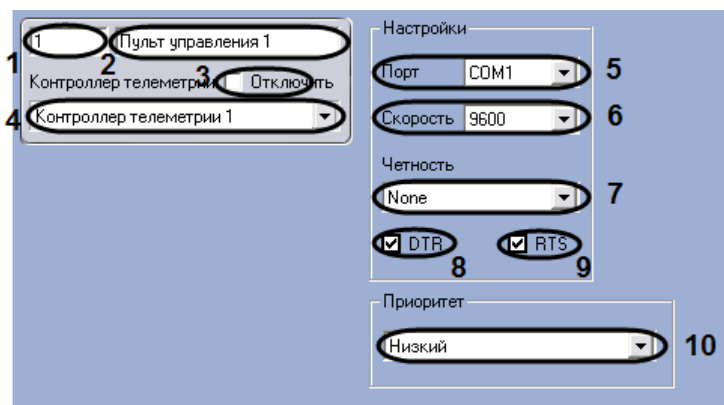 1 Пульт управления 1
1 2
Контроллер телеметрии 3 Отключить
4 Контроллер телеметрии 1
Настройки
Порт COM1 5
Скорость 9600 6
Четность
None 7
DTR RTS
8 9
Приоритет
Низкий 10